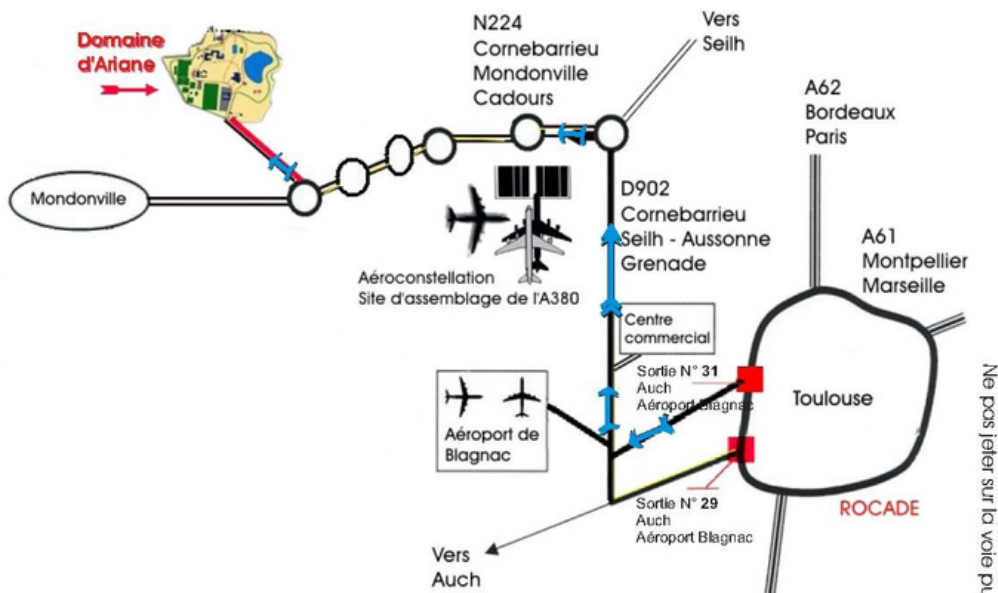 Domaine
d'Ariane
N224
Cornebarrieu
Mondonville
Cadours
Vers
Seilh
A62
Bordeaux
Paris
Mondonville
D902
Cornebarrieu
Seilh - Aussonne
Grenade
A61
Montpellier
Marseille
Aéroconstellation
Site d'assemblage de l'A380
Centre
commercial
Sortie N° 31
Auch
Aéroport Blagnac
Toulouse
Aéroport de
Blagnac
Sortie N° 29
Auch
Aéroport Blagnac
ROCADE
Vers
Auch
Ne pas jeter sur la voie pu